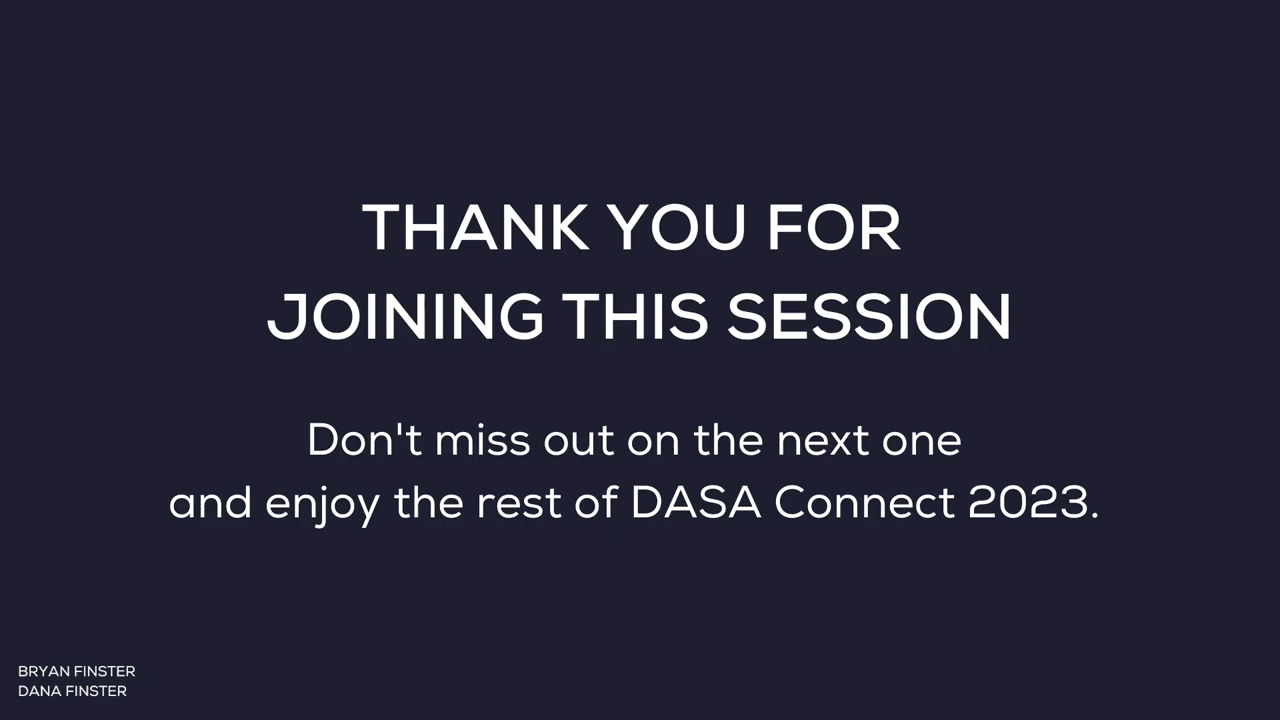 THANK YOU FOR
JOINING THIS SESSION
Don't miss out on the next one
and enjoy the rest of DASA Connect 2023.
BRYAN FINSTER
DANA FINSTER